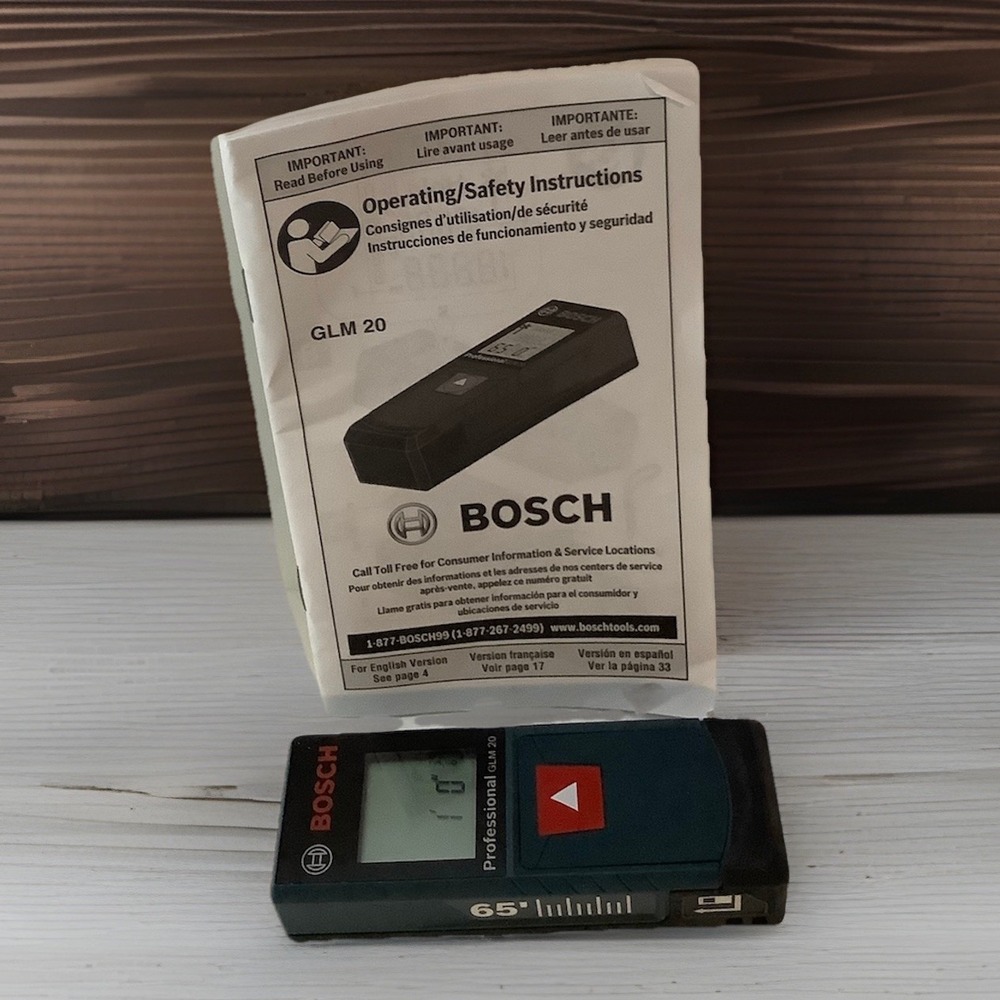 IMPORTANT:
Read Before Using
IMPORTANT:
Lire avant usage
IMPORTANTE:
Leer antes de usar
Operating/Safety Instructions
Consignes d'utilisation/de sécurité
Instrucciones de funcionamiento y seguridad
GLM 20
BOSCH
Professional
BOSCH
Call Toll Free for Consumer Information & Service Locations
Pour obtenir des informations et les adresses de nos centers de service
après-vente, appelez ce numéro gratuit
Llame gratis para obtener información para el consumidor y
ubicaciones de servicio
1-877-BOSCH99 (1-877-267-2499) www.boschtools.com
For English Version
See page 4
Version française
Voir page 17
Versión en español
Ver la página 33
BOSCH
Professional GLM 20
65'